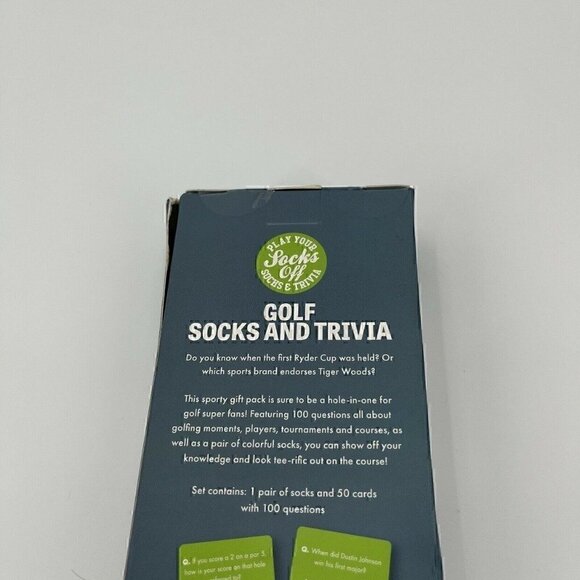 PLAY YOUR
Socks
Off
SOCKS & TRIVIA
GOLF
SOCKS AND TRIVIA
Do you know when the first Ryder Cup was held? Or
which sports brand endorses Tiger Woods?
This sporty gift pack is sure to be a hole-in-one for
golf super fans! Featuring 100 questions all about
golfing moments, players, tournaments and courses, as
well as a pair of colorful socks, you can show off your
knowledge and look tee-rific out on the course!
Set contains: 1 pair of socks and 50 cards
with 100 questions
Q. If you score a 2 on a par 5,
how is your score on that hole
referred to?
Q. When did Dustin Johnson
win his first major?